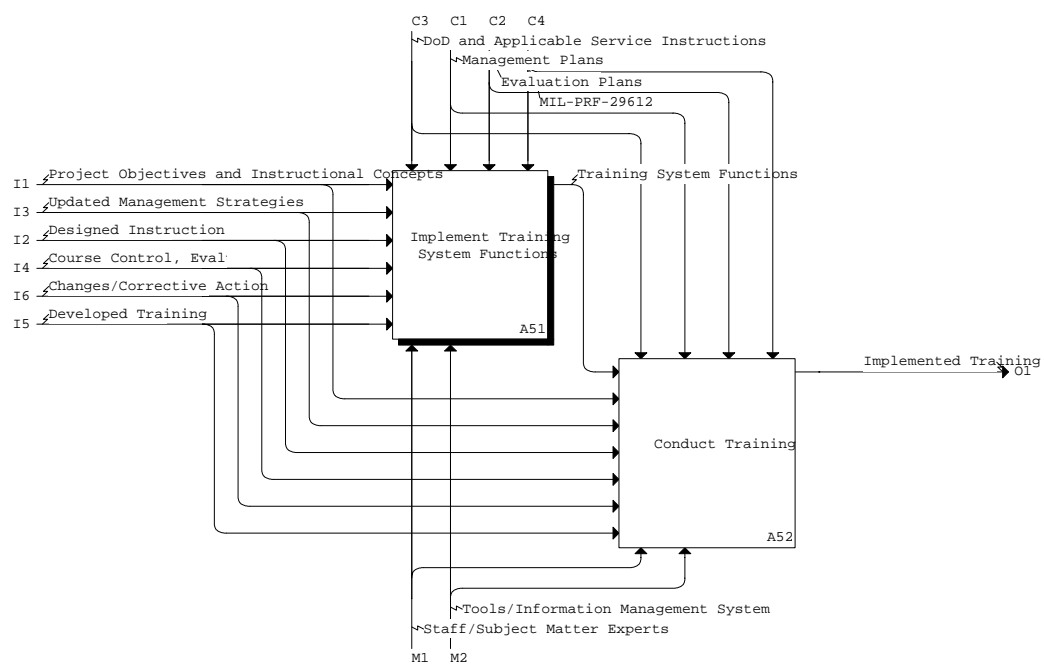 C3 C1 C2 C4
DoD and Applicable Service Instructions
Management Plans
Evaluation Plans
MIL-PRF-29612
I1 Project Objectives and Instructional Concepts
Training System Functions
I3 Updated Management Strategies
I2 Designed Instruction
Implement Training
System Functions
I4 Course Control, Eval
I6 Changes/Corrective Action
I5 Developed Training
A51
Implemented Training
O1
Conduct Training
A52
Tools/Information Management System
Staff/Subject Matter Experts
M1 M2